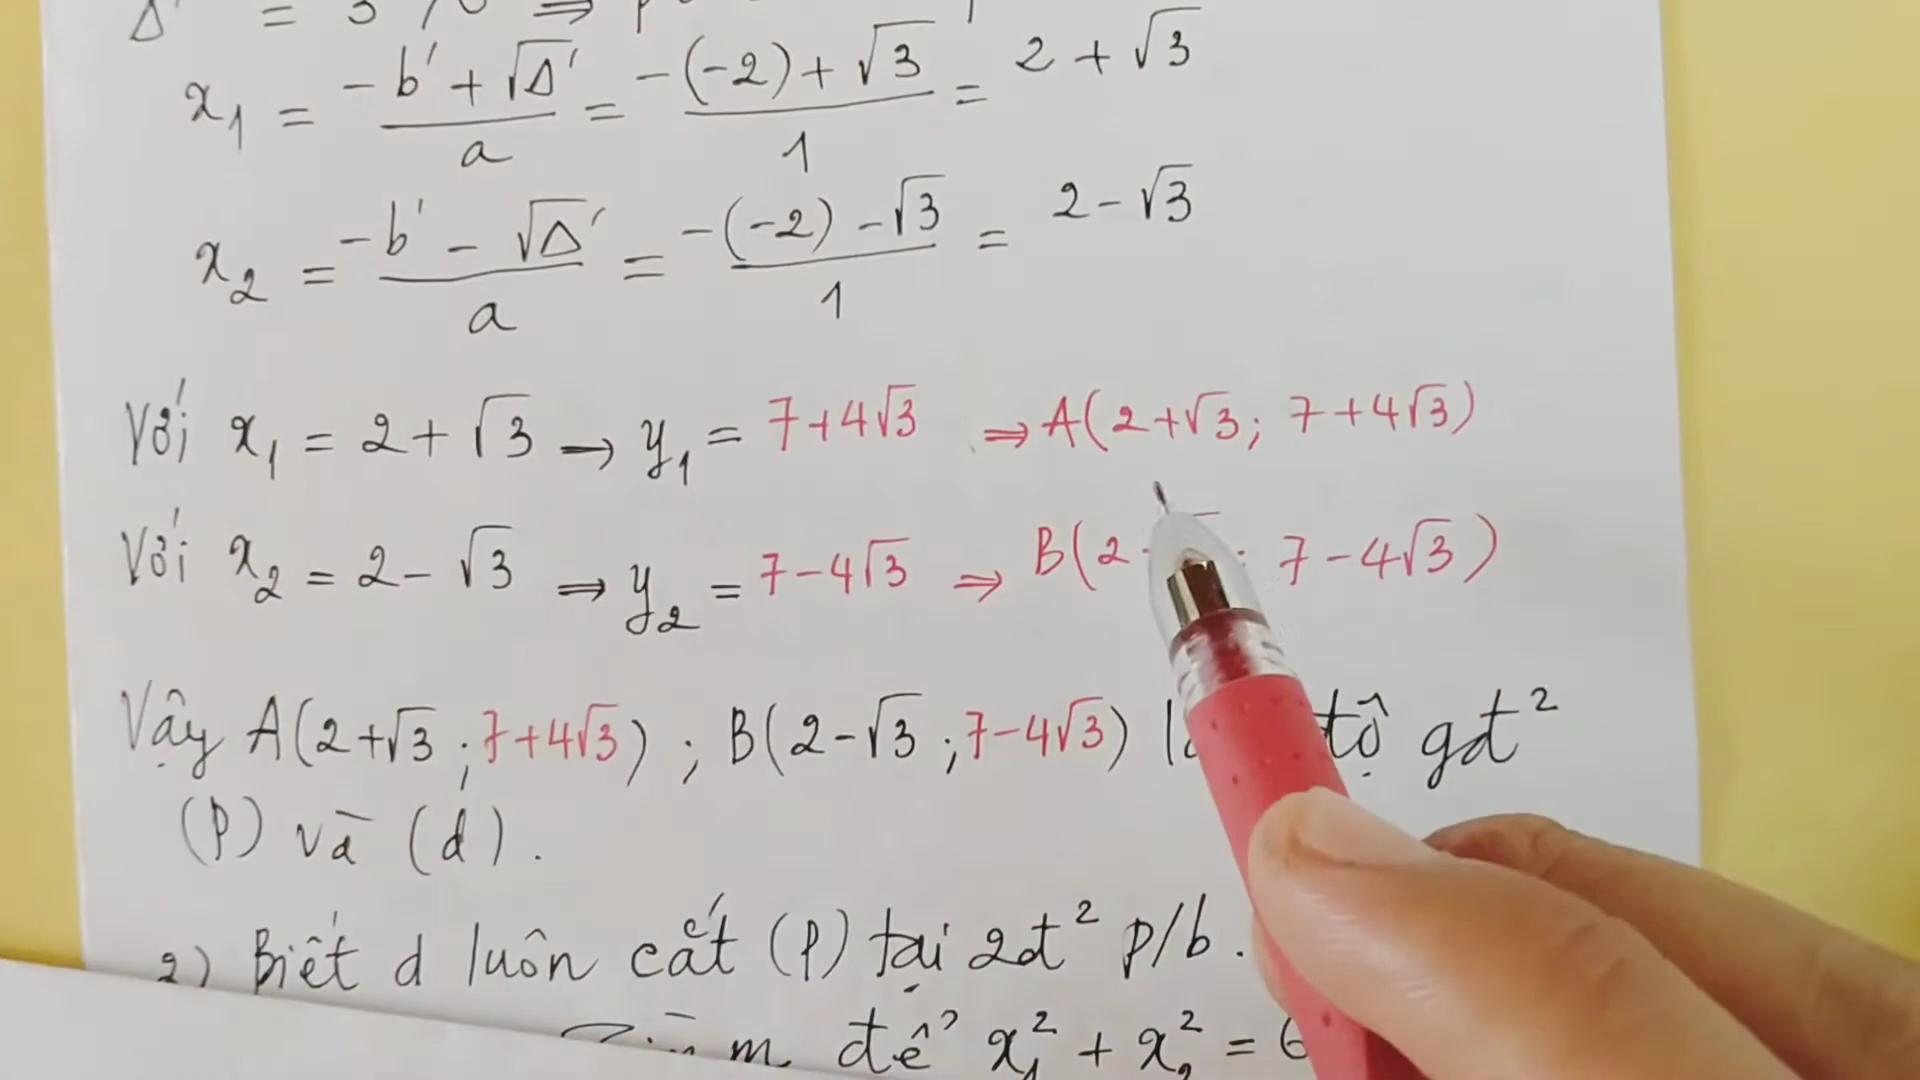 Δ' = 3 ⇒ p
x₁ = (-b' + √Δ')/a = (-(-2) + √3)/1 = 2 + √3
x₂ = (-b' - √Δ')/a = (-(-2) - √3)/1 = 2 - √3
Với x₁ = 2 + √3 → y₁ = 7+4√3 ⇒ A(2+√3; 7+4√3)
Với x₂ = 2 - √3 ⇒ y₂ = 7-4√3 ⇒ B(2 ; 7-4√3)
Vậy A(2+√3 ; 7+4√3) ; B(2-√3 ; 7-4√3) tộ gđ²
(P) và (d).
2) Biết d luôn cắt (P) tại 2đ² p/b.
m để x₁² + x₂² =